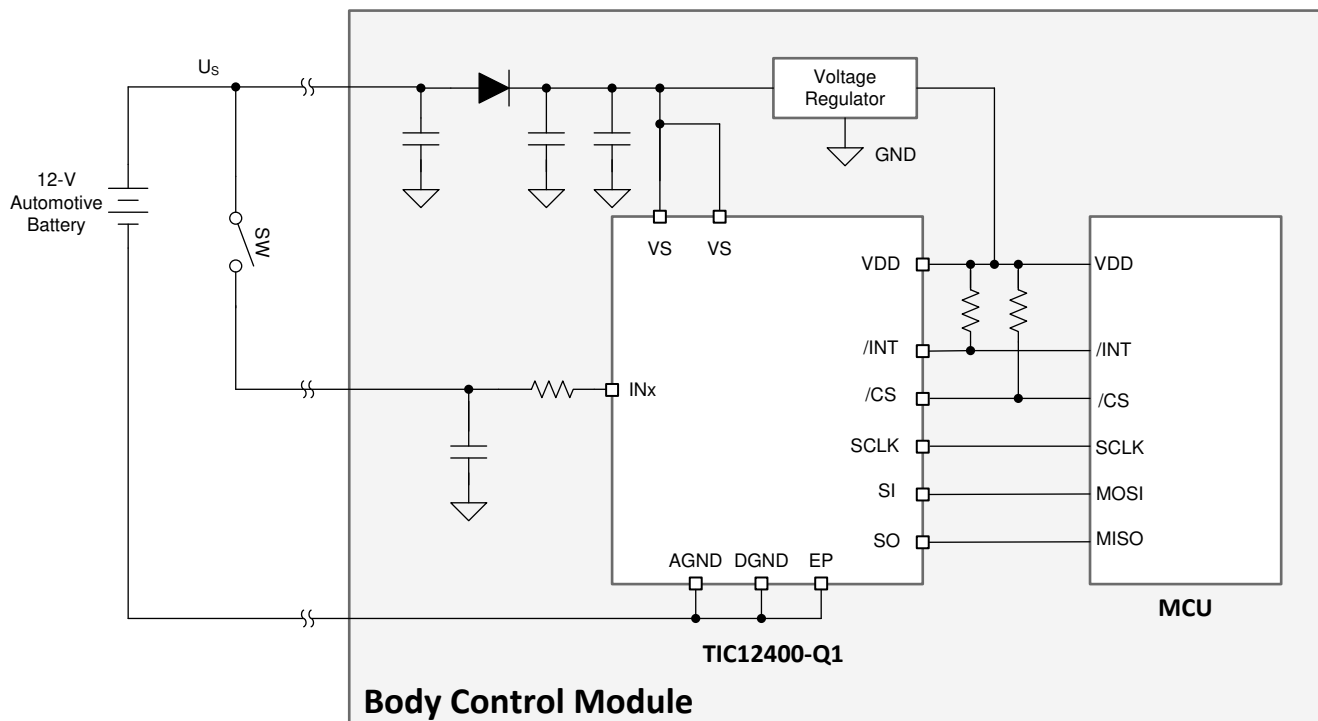 U_S
12-V
Automotive
Battery
SW
Voltage
Regulator
GND
VS
VS
VDD
/INT
/CS
SCLK
SI
SO
INx
AGND
DGND
EP
TIC12400-Q1
VDD
/INT
/CS
SCLK
MOSI
MISO
MCU
Body Control Module